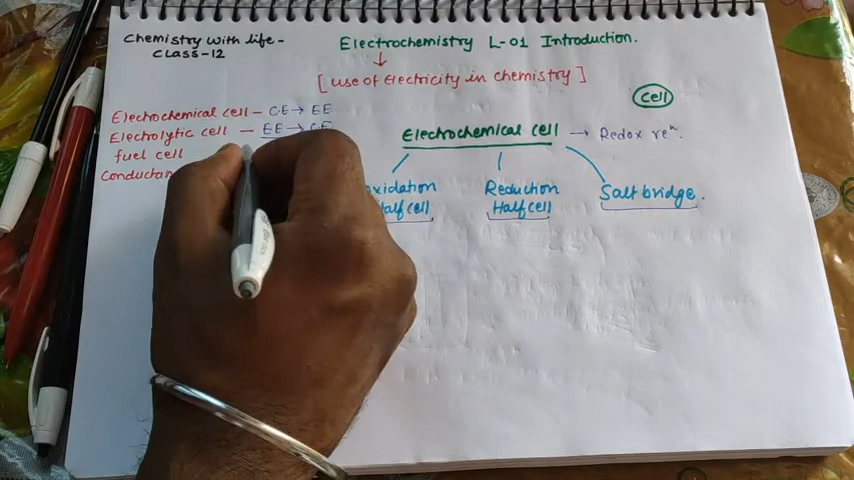 Chemistry with life -
CLASS-12
Electrochemistry L-01 Introduction.
↓
[use of Electricity in chemistry]
cell
Electrochemical cell – C.E → E.E
Electrolytic cell – EE → C.E
fuel cell
Electrochemical cell → Redox reⁿ.
Reduction
Half cell
Salt bridge.